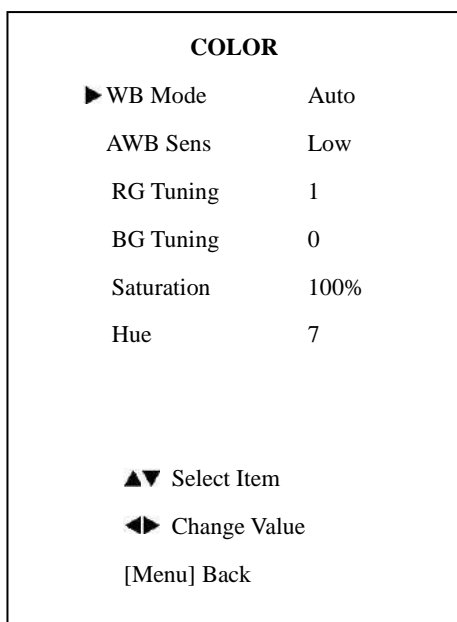 COLOR
▶ WB Mode Auto
AWB Sens Low
RG Tuning 1
BG Tuning 0
Saturation 100%
Hue 7
▲▼ Select Item
◀▶ Change Value
[Menu] Back